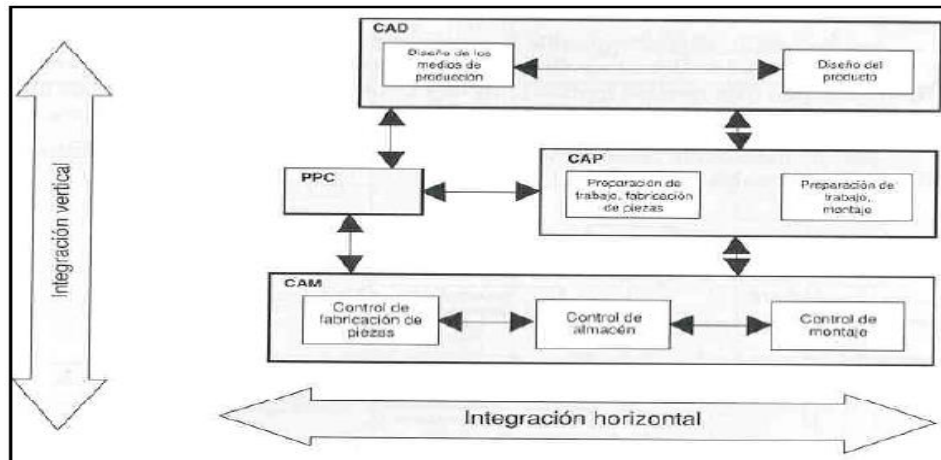 CAD
Diseño de los
medios de
producción
Diseño del
producto
Integración vertical
PPC
CAP
Preparación de
trabajo, fabricación
de piezas
Preparación de
trabajo,
montaje
CAM
Control de
fabricación de
piezas
Control de
almacén
Control de
montaje
Integración horizontal